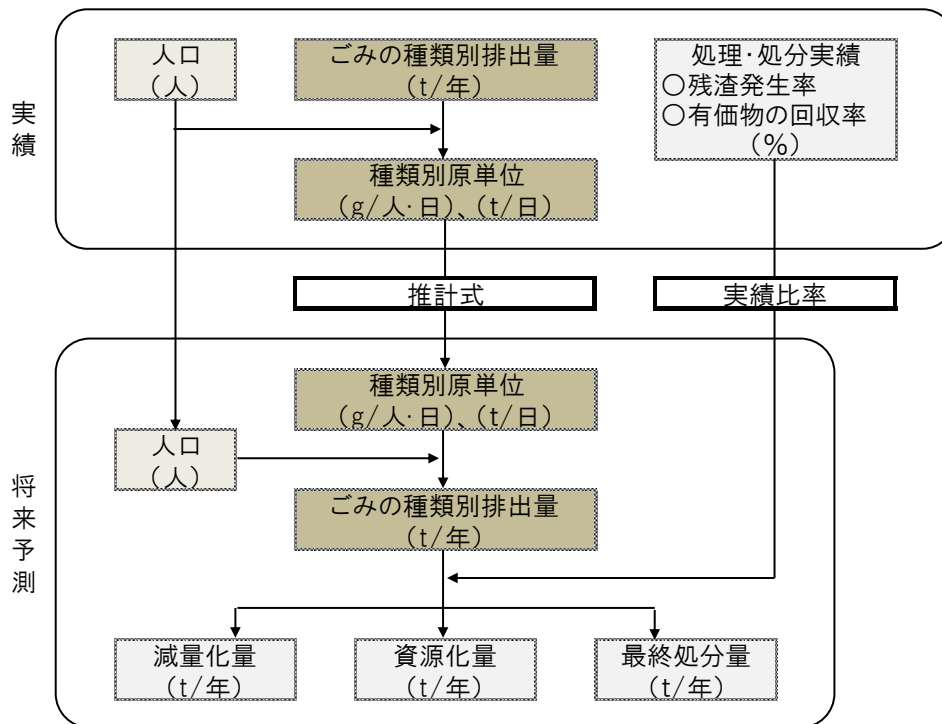 実績
人口
（人）
ごみの種類別排出量
（t/年）
処理・処分実績
○残渣発生率
○有価物の回収率
（％）
種類別原単位
（g/人・日）、（t/日）
推計式
実績比率
将来予測
種類別原単位
（g/人・日）、（t/日）
人口
（人）
ごみの種類別排出量
（t/年）
減量化量
（t/年）
資源化量
（t/年）
最終処分量
（t/年）